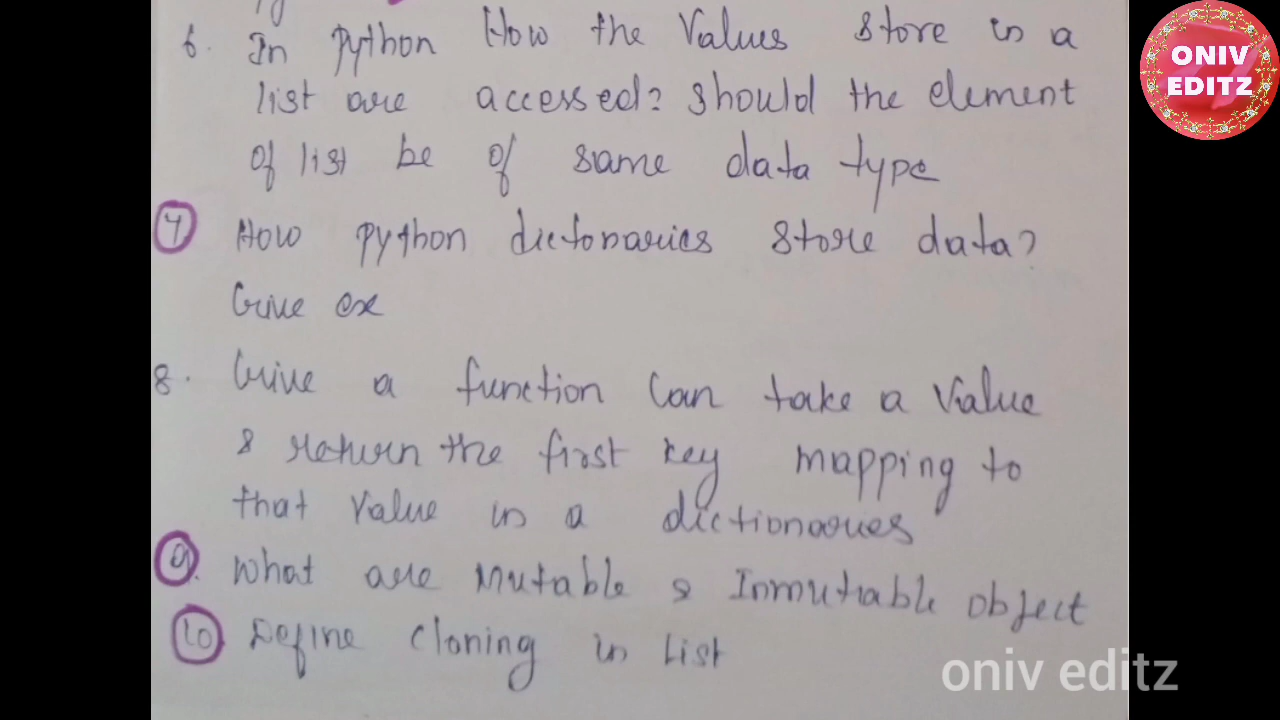 6. In python How the Values store in a
list are accessed? should the element
of list be of same data type
7 How python dictonaries store data?
Give ex
8. Give a function can take a value
& return the first key mapping to
that value in a dictionaries
9. What are Mutable & Inmutable object
10 Define Cloning in List
ONIV
EDITZ
oniv editz